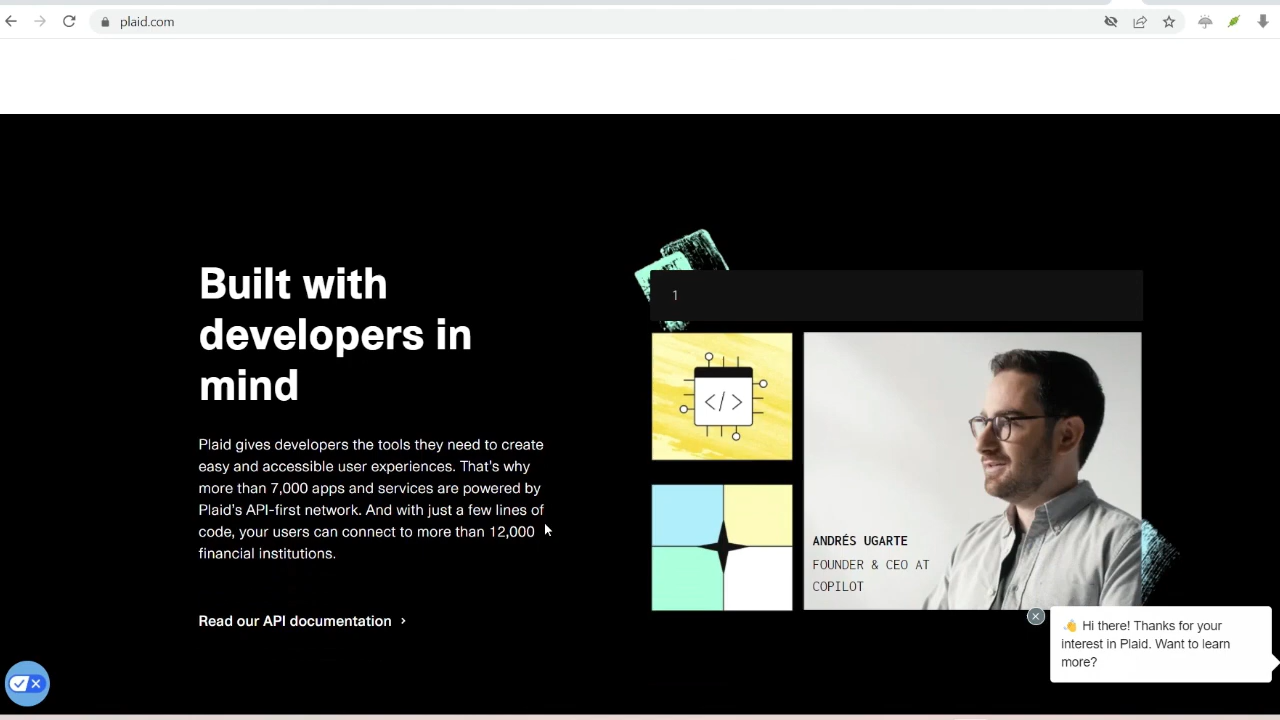 plaid.com
Built with
developers in
mind
Plaid gives developers the tools they need to create
easy and accessible user experiences. That's why
more than 7,000 apps and services are powered by
Plaid's API-first network. And with just a few lines of
code, your users can connect to more than 12,000
financial institutions.
Read our API documentation ›
1
</>
ANDRÉS UGARTE
FOUNDER & CEO AT
COPILOT
👋 Hi there! Thanks for your
interest in Plaid. Want to learn
more?